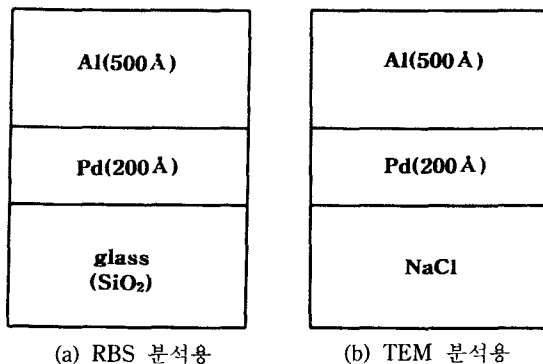 Al(500Å)
Pd(200Å)
glass
(SiO₂)
(a) RBS 분석용
Al(500Å)
Pd(200Å)
NaCl
(b) TEM 분석용